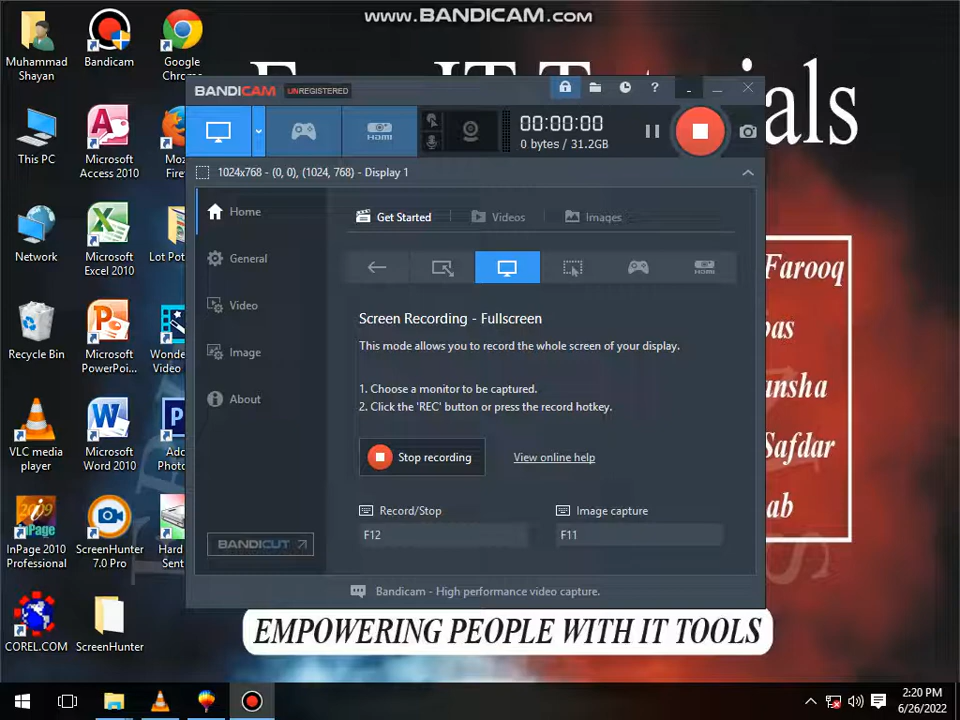 www.BANDICAM.com
Muhammad Shayan
Bandicam
Google Chrome
This PC
Microsoft Access 2010
Network
Microsoft Excel 2010
Recycle Bin
Microsoft PowerPoi...
VLC media player
Microsoft Word 2010
InPage 2010 Professional
ScreenHunter 7.0 Pro
COREL.COM
ScreenHunter
IT
BANDICAM UNREGISTERED
00:00:00
0 bytes / 31.2GB
HDMI
1024x768 - (0, 0), (1024, 768) - Display 1
Home
General
Video
Image
About
BANDICUT
Get Started
Videos
Images
HDMI
Screen Recording - Fullscreen
This mode allows you to record the whole screen of your display.
1. Choose a monitor to be captured.
2. Click the 'REC' button or press the record hotkey.
Stop recording
View online help
Record/Stop
Image capture
F12
F11
Bandicam - High performance video capture.
Farooq
Safdar
EMPOWERING PEOPLE WITH IT TOOLS
2:20 PM
6/26/2022